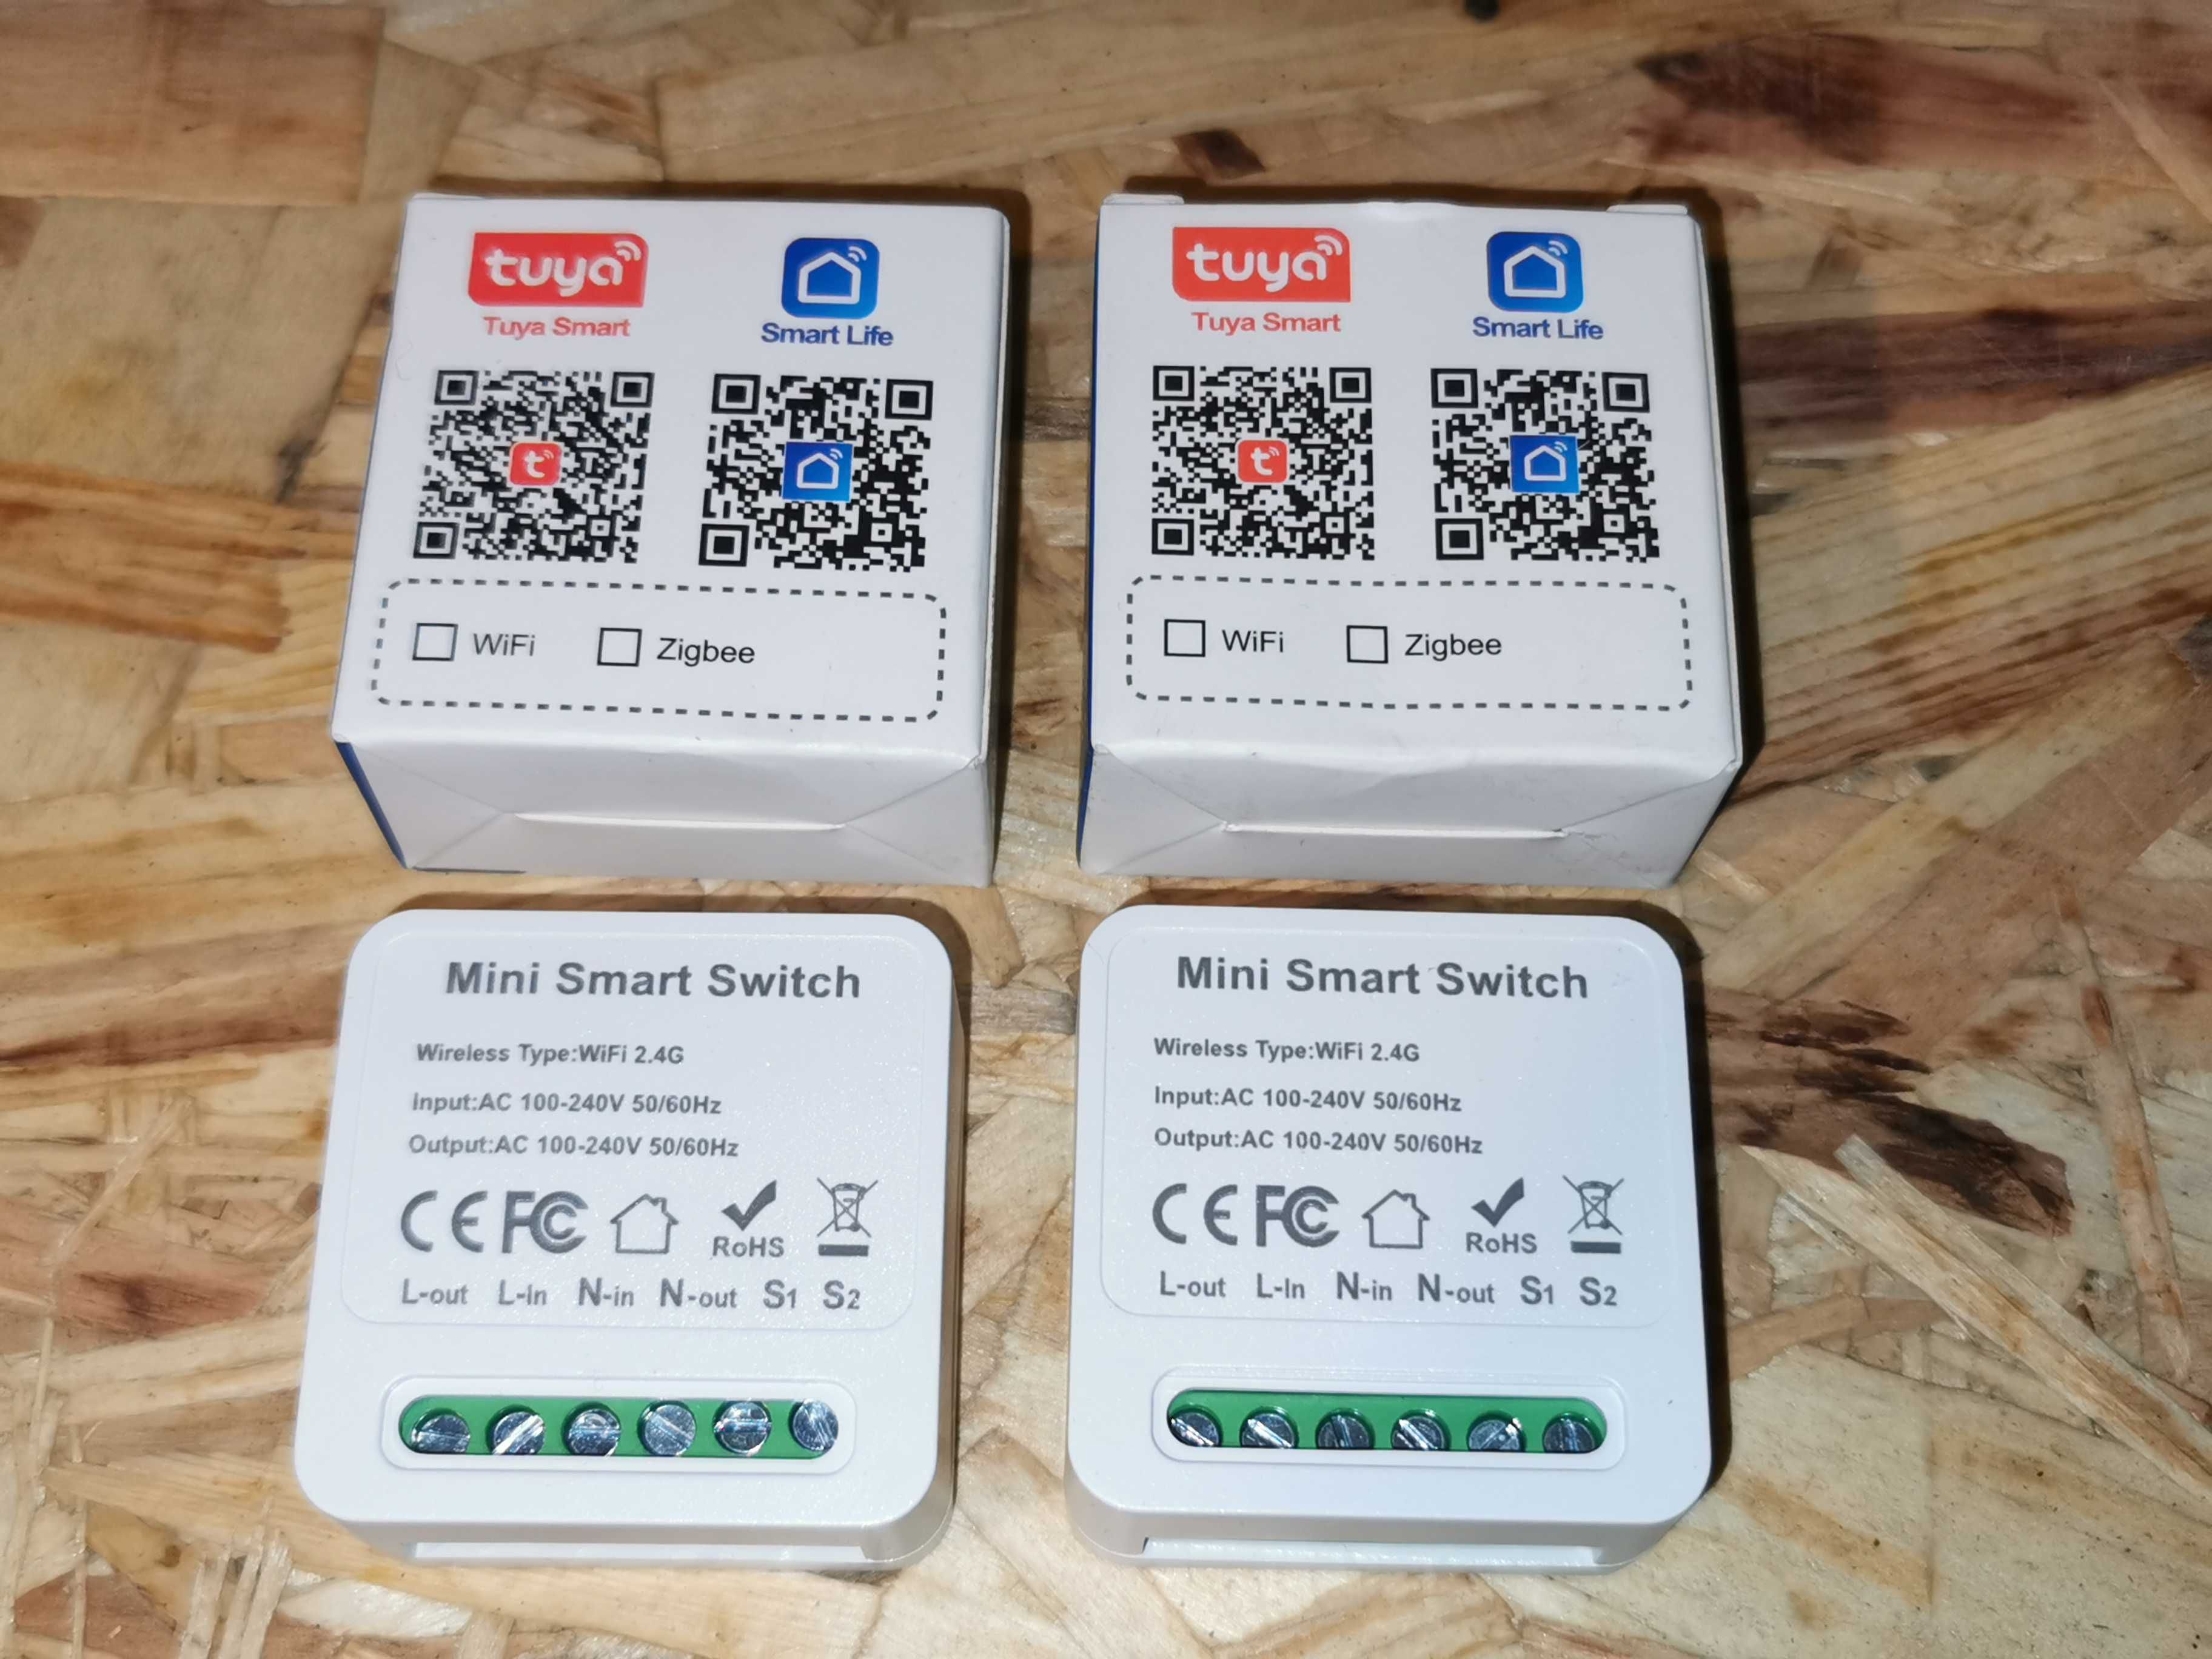 tuya
Tuya Smart
Smart Life
t
WiFi
Zigbee
tuya
Tuya Smart
Smart Life
t
WiFi
Zigbee
Mini Smart Switch
Wireless Type:WiFi 2.4G
Input:AC 100-240V 50/60Hz
Output:AC 100-240V 50/60Hz
CE FC RoHS
L-out L-In N-in N-out S1 S2
Mini Smart Switch
Wireless Type:WiFi 2.4G
Input:AC 100-240V 50/60Hz
Output:AC 100-240V 50/60Hz
CE FC RoHS
L-out L-In N-in N-out S1 S2